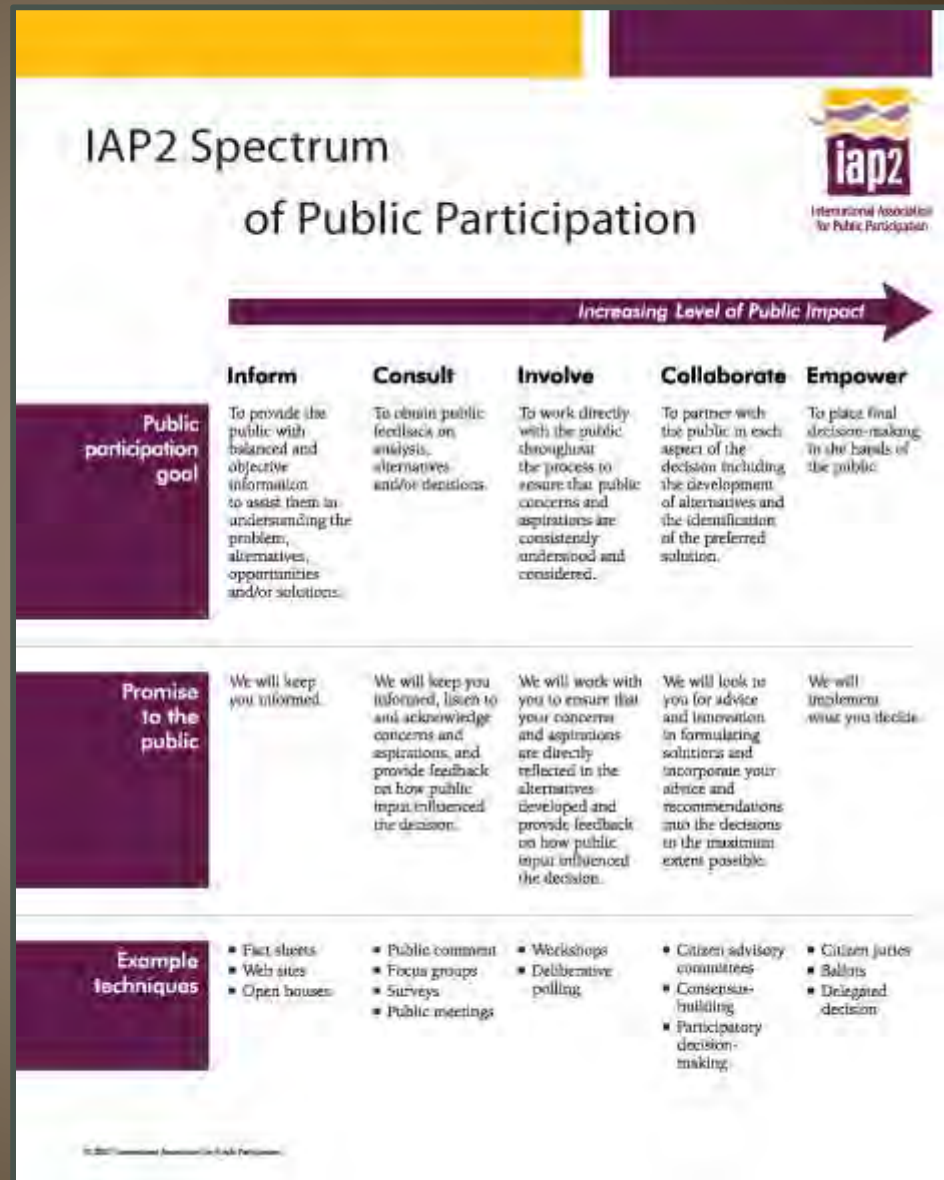 IAP2 Spectrum
of Public Participation
iap2
International Association
for Public Participation
Increasing Level of Public Impact
Inform
Consult
Involve
Collaborate
Empower
Public
participation
goal
To provide the
public with
balanced and
objective
information
to assist them in
understanding the
problem,
alternatives,
opportunities
and/or solutions.
To obtain public
feedback on
analysis,
alternatives
and/or decisions.
To work directly
with the public
throughout
the process to
ensure that public
concerns and
aspirations are
consistently
understood and
considered.
To partner with
the public in each
aspect of the
decision including
the development
of alternatives and
the identification
of the preferred
solution.
To place final
decision-making
in the hands of
the public.
Promise
to the
public
We will keep
you informed.
We will keep you
informed, listen to
and acknowledge
concerns and
aspirations, and
provide feedback
on how public
input influenced
the decision.
We will work with
you to ensure that
your concerns
and aspirations
are directly
reflected in the
alternatives
developed and
provide feedback
on how public
input influenced
the decision.
We will look to
you for advice
and innovation
in formulating
solutions and
incorporate your
advice and
recommendations
into the decisions
to the maximum
extent possible.
We will
implement
what you decide.
Example
techniques
▪ Fact sheets
▪ Web sites
▪ Open houses
▪ Public comment
▪ Focus groups
▪ Surveys
▪ Public meetings
▪ Workshops
▪ Deliberative
polling
▪ Citizen advisory
committees
▪ Consensus-
building
▪ Participatory
decision-
making
▪ Citizen juries
▪ Ballots
▪ Delegated
decision
International Association for Public Participation